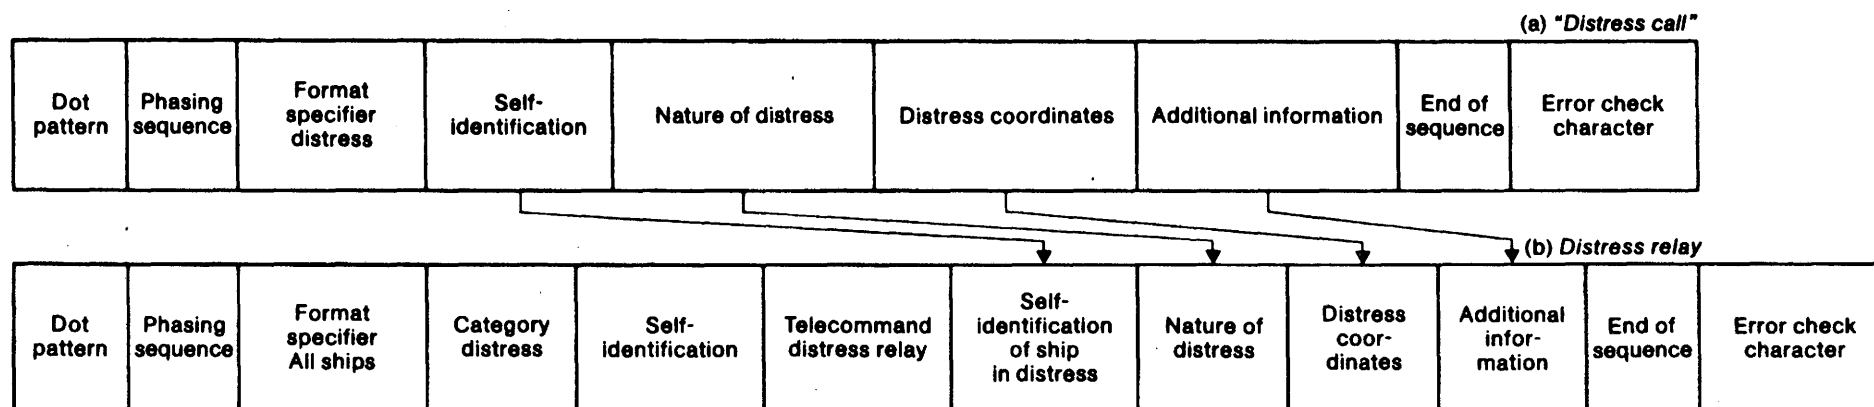 (a) "Distress call"
Dot
pattern
Phasing
sequence
Format
specifier
distress
Self-
identification
Nature of distress
Distress coordinates
Additional information
End of
sequence
Error check
character
(b) Distress relay
Dot
pattern
Phasing
sequence
Format
specifier
All ships
Category
distress
Self-
identification
Telecommand
distress relay
Self-
identification
of ship
in distress
Nature of
distress
Distress
coor-
dinates
Additional
infor-
mation
End of
sequence
Error check
character